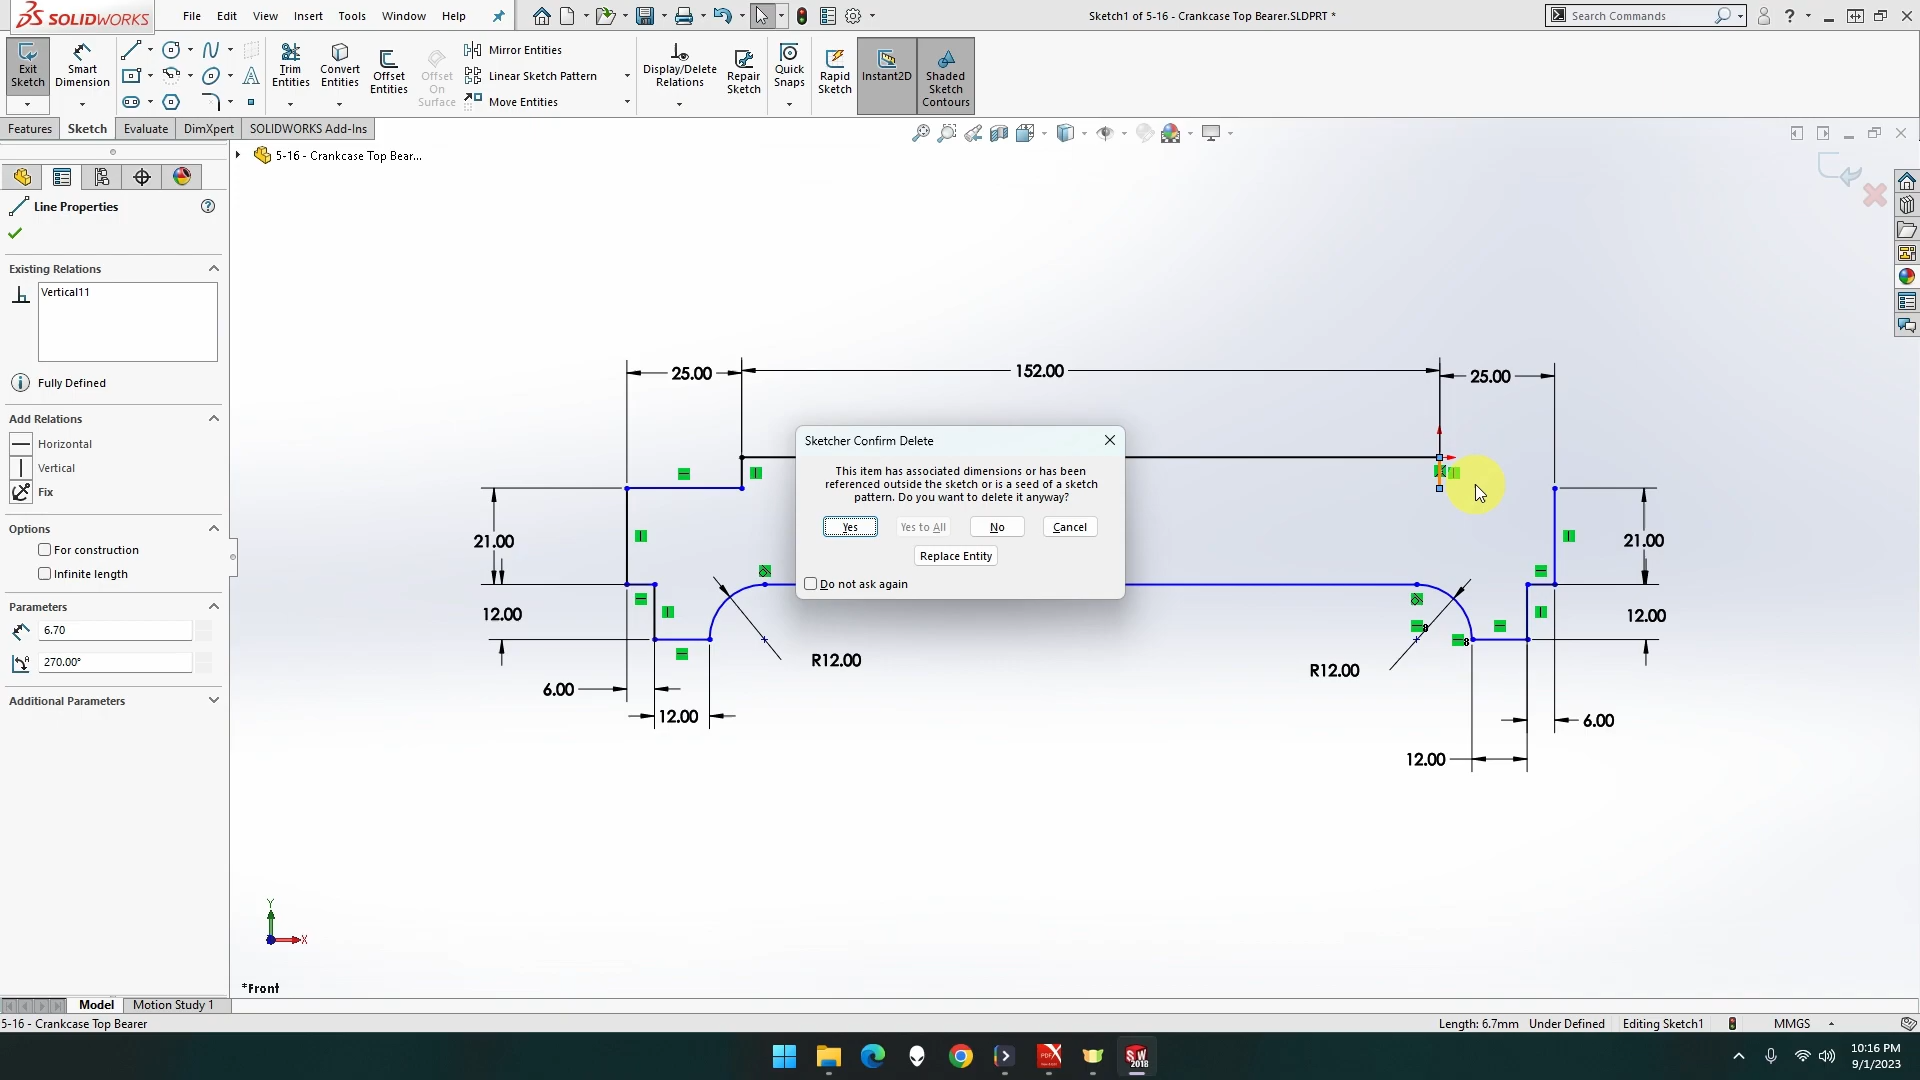 SOLIDWORKS
File Edit View Insert Tools Window Help
Sketch1 of 5-16 - Crankcase Top Bearer.SLDPRT *
Search Commands
Exit Sketch
Smart Dimension
Trim Entities
Convert Entities
Offset Entities
Offset On Surface
Mirror Entities
Linear Sketch Pattern
Move Entities
Display/Delete Relations
Repair Sketch
Quick Snaps
Rapid Sketch
Instant2D
Shaded Sketch Contours
Features Sketch Evaluate DimXpert SOLIDWORKS Add-Ins
5-16 - Crankcase Top Bear...
Line Properties
Existing Relations
Vertical11
Fully Defined
Add Relations
Horizontal
Vertical
Fix
Options
For construction
Infinite length
Parameters
6.70
270.00°
Additional Parameters
25.00
152.00
25.00
21.00
12.00
R12.00
6.00
12.00
21.00
12.00
R12.00
6.00
12.00
8
8
Sketcher Confirm Delete
This item has associated dimensions or has been
referenced outside the sketch or is a seed of a sketch
pattern. Do you want to delete it anyway?
Yes Yes to All No Cancel
Replace Entity
Do not ask again
Y
X
*Front
Model Motion Study 1
5-16 - Crankcase Top Bearer
Length: 6.7mm Under Defined Editing Sketch1 MMGS
PDF
SW
2018
10:16 PM
9/1/2023